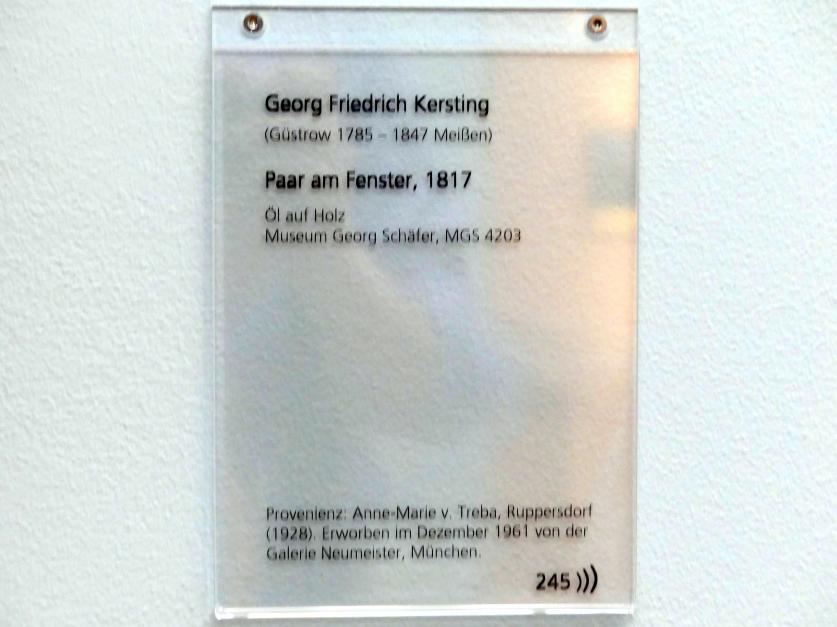 Georg Friedrich Kersting
(Güstrow 1785 – 1847 Meißen)
Paar am Fenster, 1817
Öl auf Holz
Museum Georg Schäfer, MGS 4203
Provenienz: Anne-Marie v. Treba, Ruppersdorf
(1928). Erworben im Dezember 1961 von der
Galerie Neumeister, München.
245